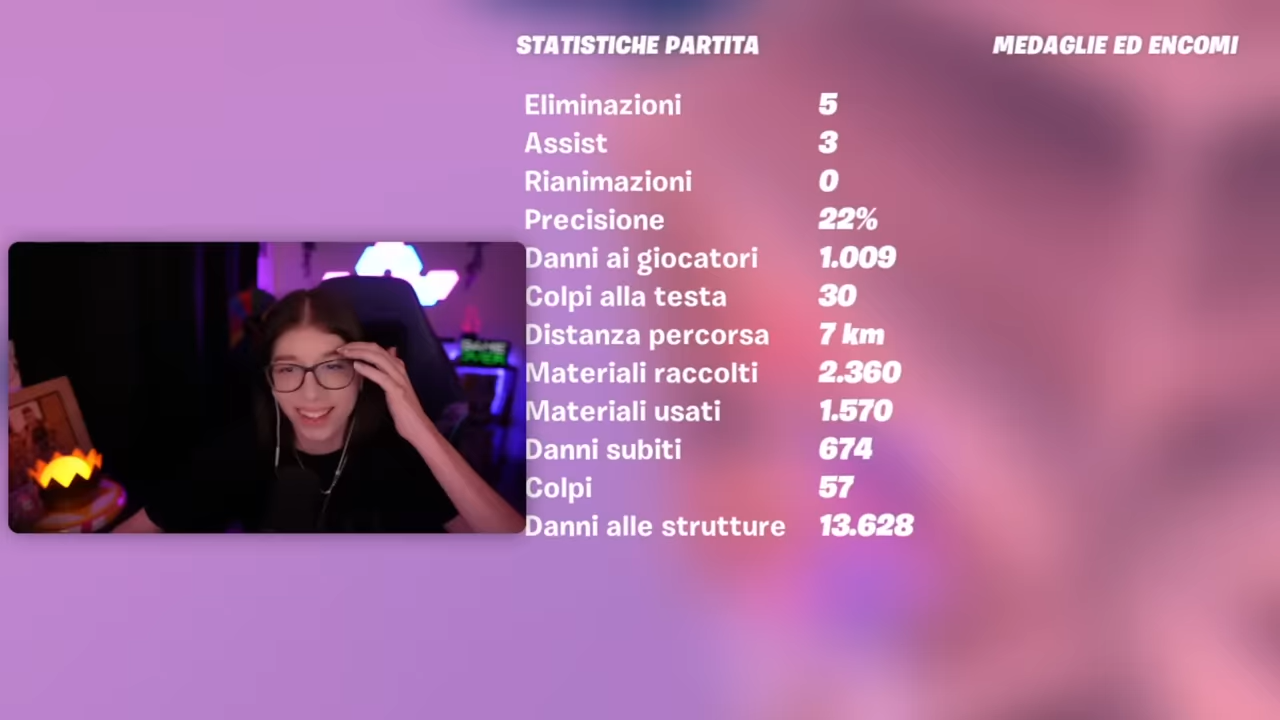 STATISTICHE PARTITA
MEDAGLIE ED ENCOMI
Eliminazioni 5
Assist 3
Rianimazioni 0
Precisione 22%
Danni ai giocatori 1.009
Colpi alla testa 30
Distanza percorsa 7 km
Materiali raccolti 2.360
Materiali usati 1.570
Danni subiti 674
Colpi 57
Danni alle strutture 13.628
GAME
OVER